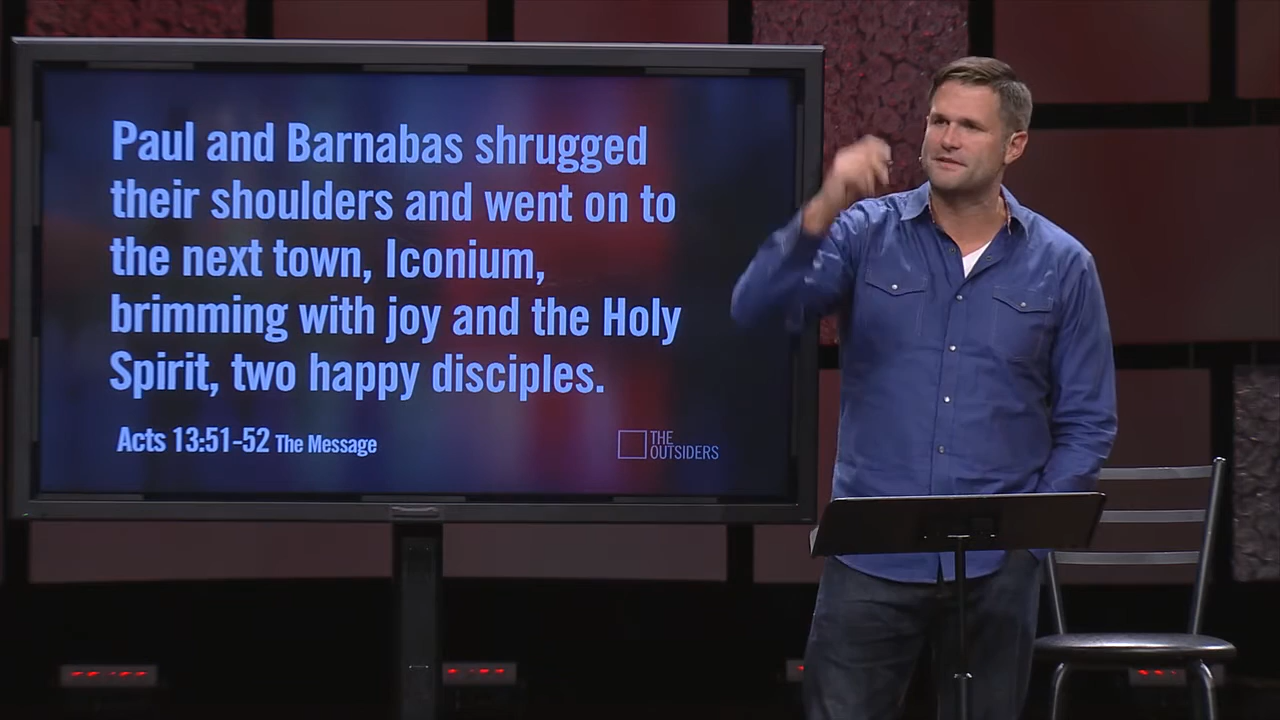 Paul and Barnabas shrugged
their shoulders and went on to
the next town, Iconium,
brimming with joy and the Holy
Spirit, two happy disciples.
Acts 13:51-52 The Message
THE
OUTSIDERS